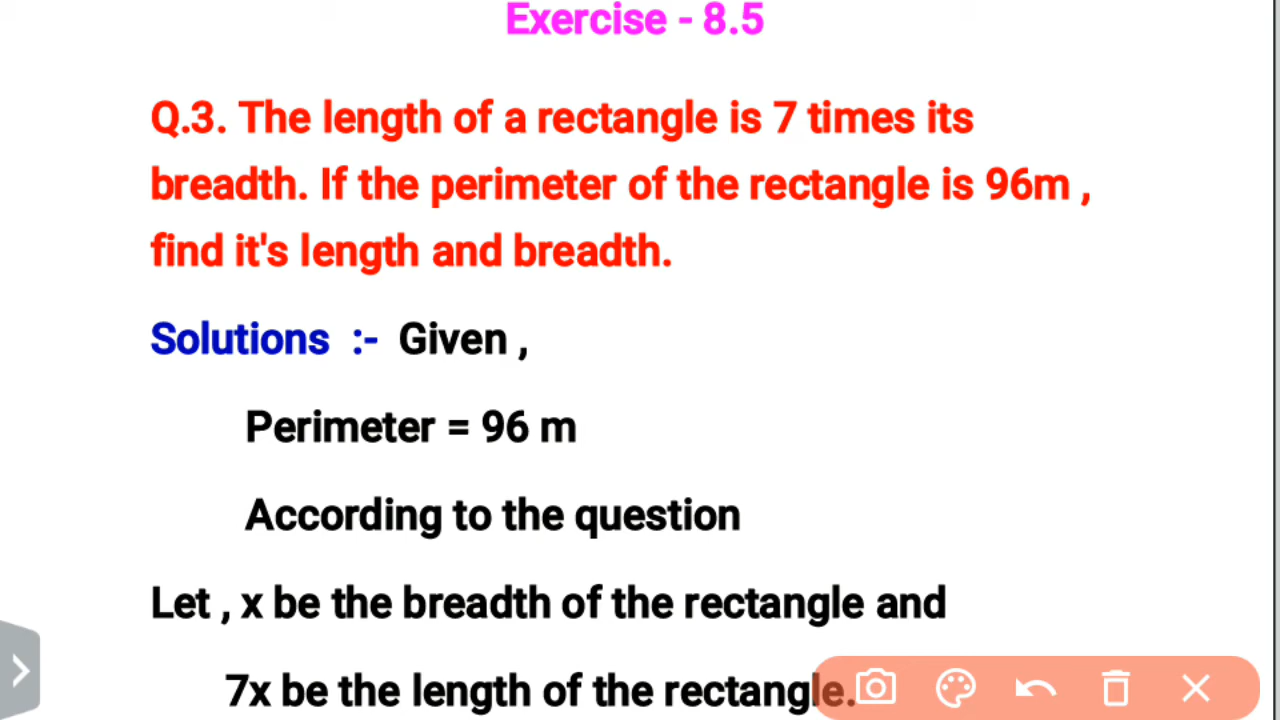 Exercise - 8.5
Q.3. The length of a rectangle is 7 times its
breadth. If the perimeter of the rectangle is 96m ,
find it's length and breadth.
Solutions :- Given ,
Perimeter = 96 m
According to the question
Let , x be the breadth of the rectangle and
7x be the length of the rectangle.